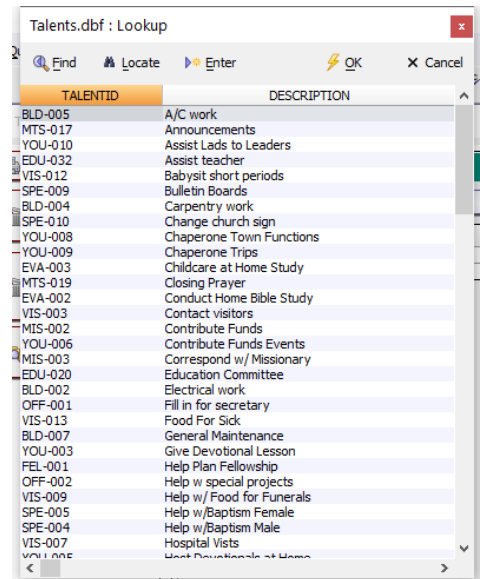 Talents.dbf : Lookup
x
Find Locate Enter OK Cancel
TALENTID DESCRIPTION
BLD-005 A/C work
MTS-017 Announcements
YOU-010 Assist Lads to Leaders
EDU-032 Assist teacher
VIS-012 Babysit short periods
SPE-009 Bulletin Boards
BLD-004 Carpentry work
SPE-010 Change church sign
YOU-008 Chaperone Town Functions
YOU-009 Chaperone Trips
EVA-003 Childcare at Home Study
MTS-019 Closing Prayer
EVA-002 Conduct Home Bible Study
VIS-003 Contact visitors
MIS-002 Contribute Funds
YOU-006 Contribute Funds Events
MIS-003 Correspond w/ Missionary
EDU-020 Education Committee
BLD-002 Electrical work
OFF-001 Fill in for secretary
VIS-013 Food For Sick
BLD-007 General Maintenance
YOU-003 Give Devotional Lesson
FEL-001 Help Plan Fellowship
OFF-002 Help w special projects
VIS-009 Help w/ Food for Funerals
SPE-005 Help w/Baptism Female
SPE-004 Help w/Baptism Male
VIS-007 Hospital Vists
YOU-005 Host Devotionals at Home